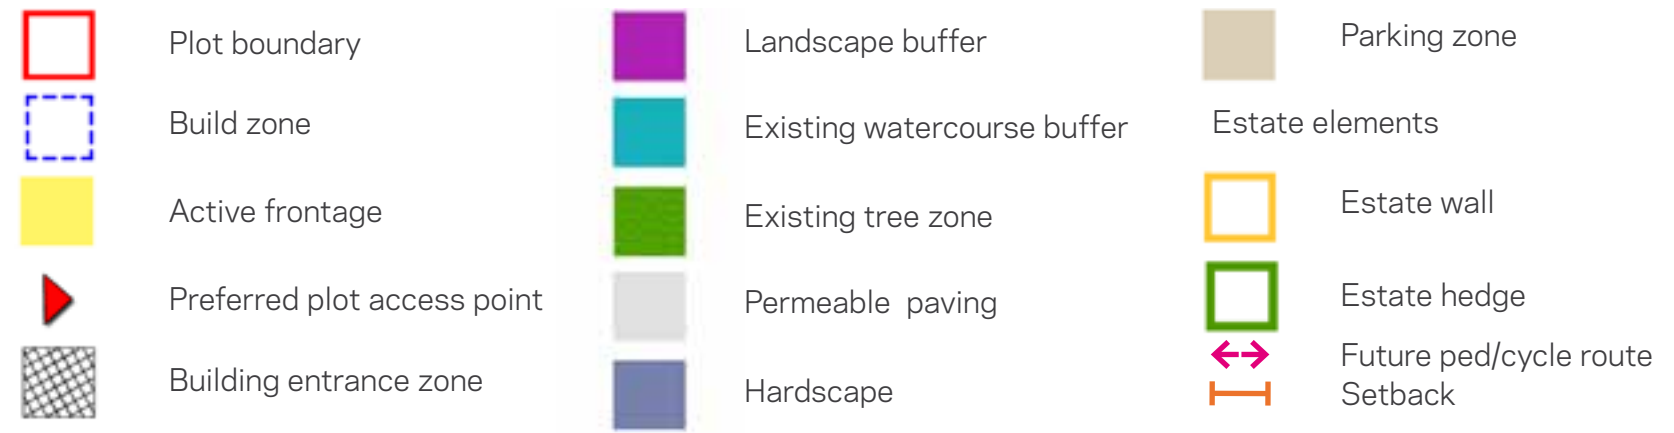 Plot boundary
Build zone
Active frontage
Preferred plot access point
Building entrance zone
Landscape buffer
Existing watercourse buffer
Existing tree zone
Permeable paving
Hardscape
Parking zone
Estate elements
Estate wall
Estate hedge
Future ped/cycle route
Setback